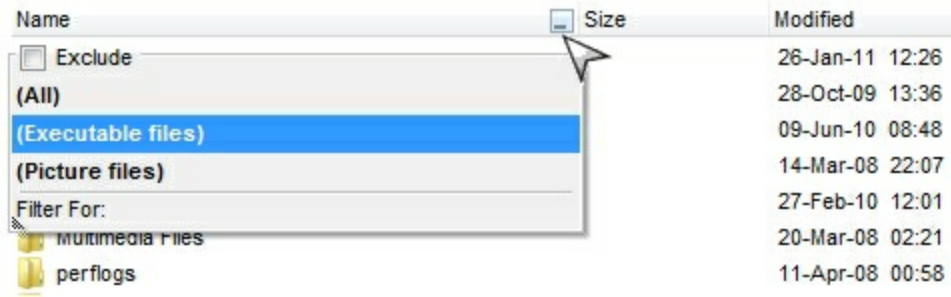 Name Size Modified
Exclude 26-Jan-11 12:26
(All) 28-Oct-09 13:36
(Executable files) 09-Jun-10 08:48
(Picture files) 14-Mar-08 22:07
Filter For: 27-Feb-10 12:01
Multimedia Files 20-Mar-08 02:21
perflogs 11-Apr-08 00:58